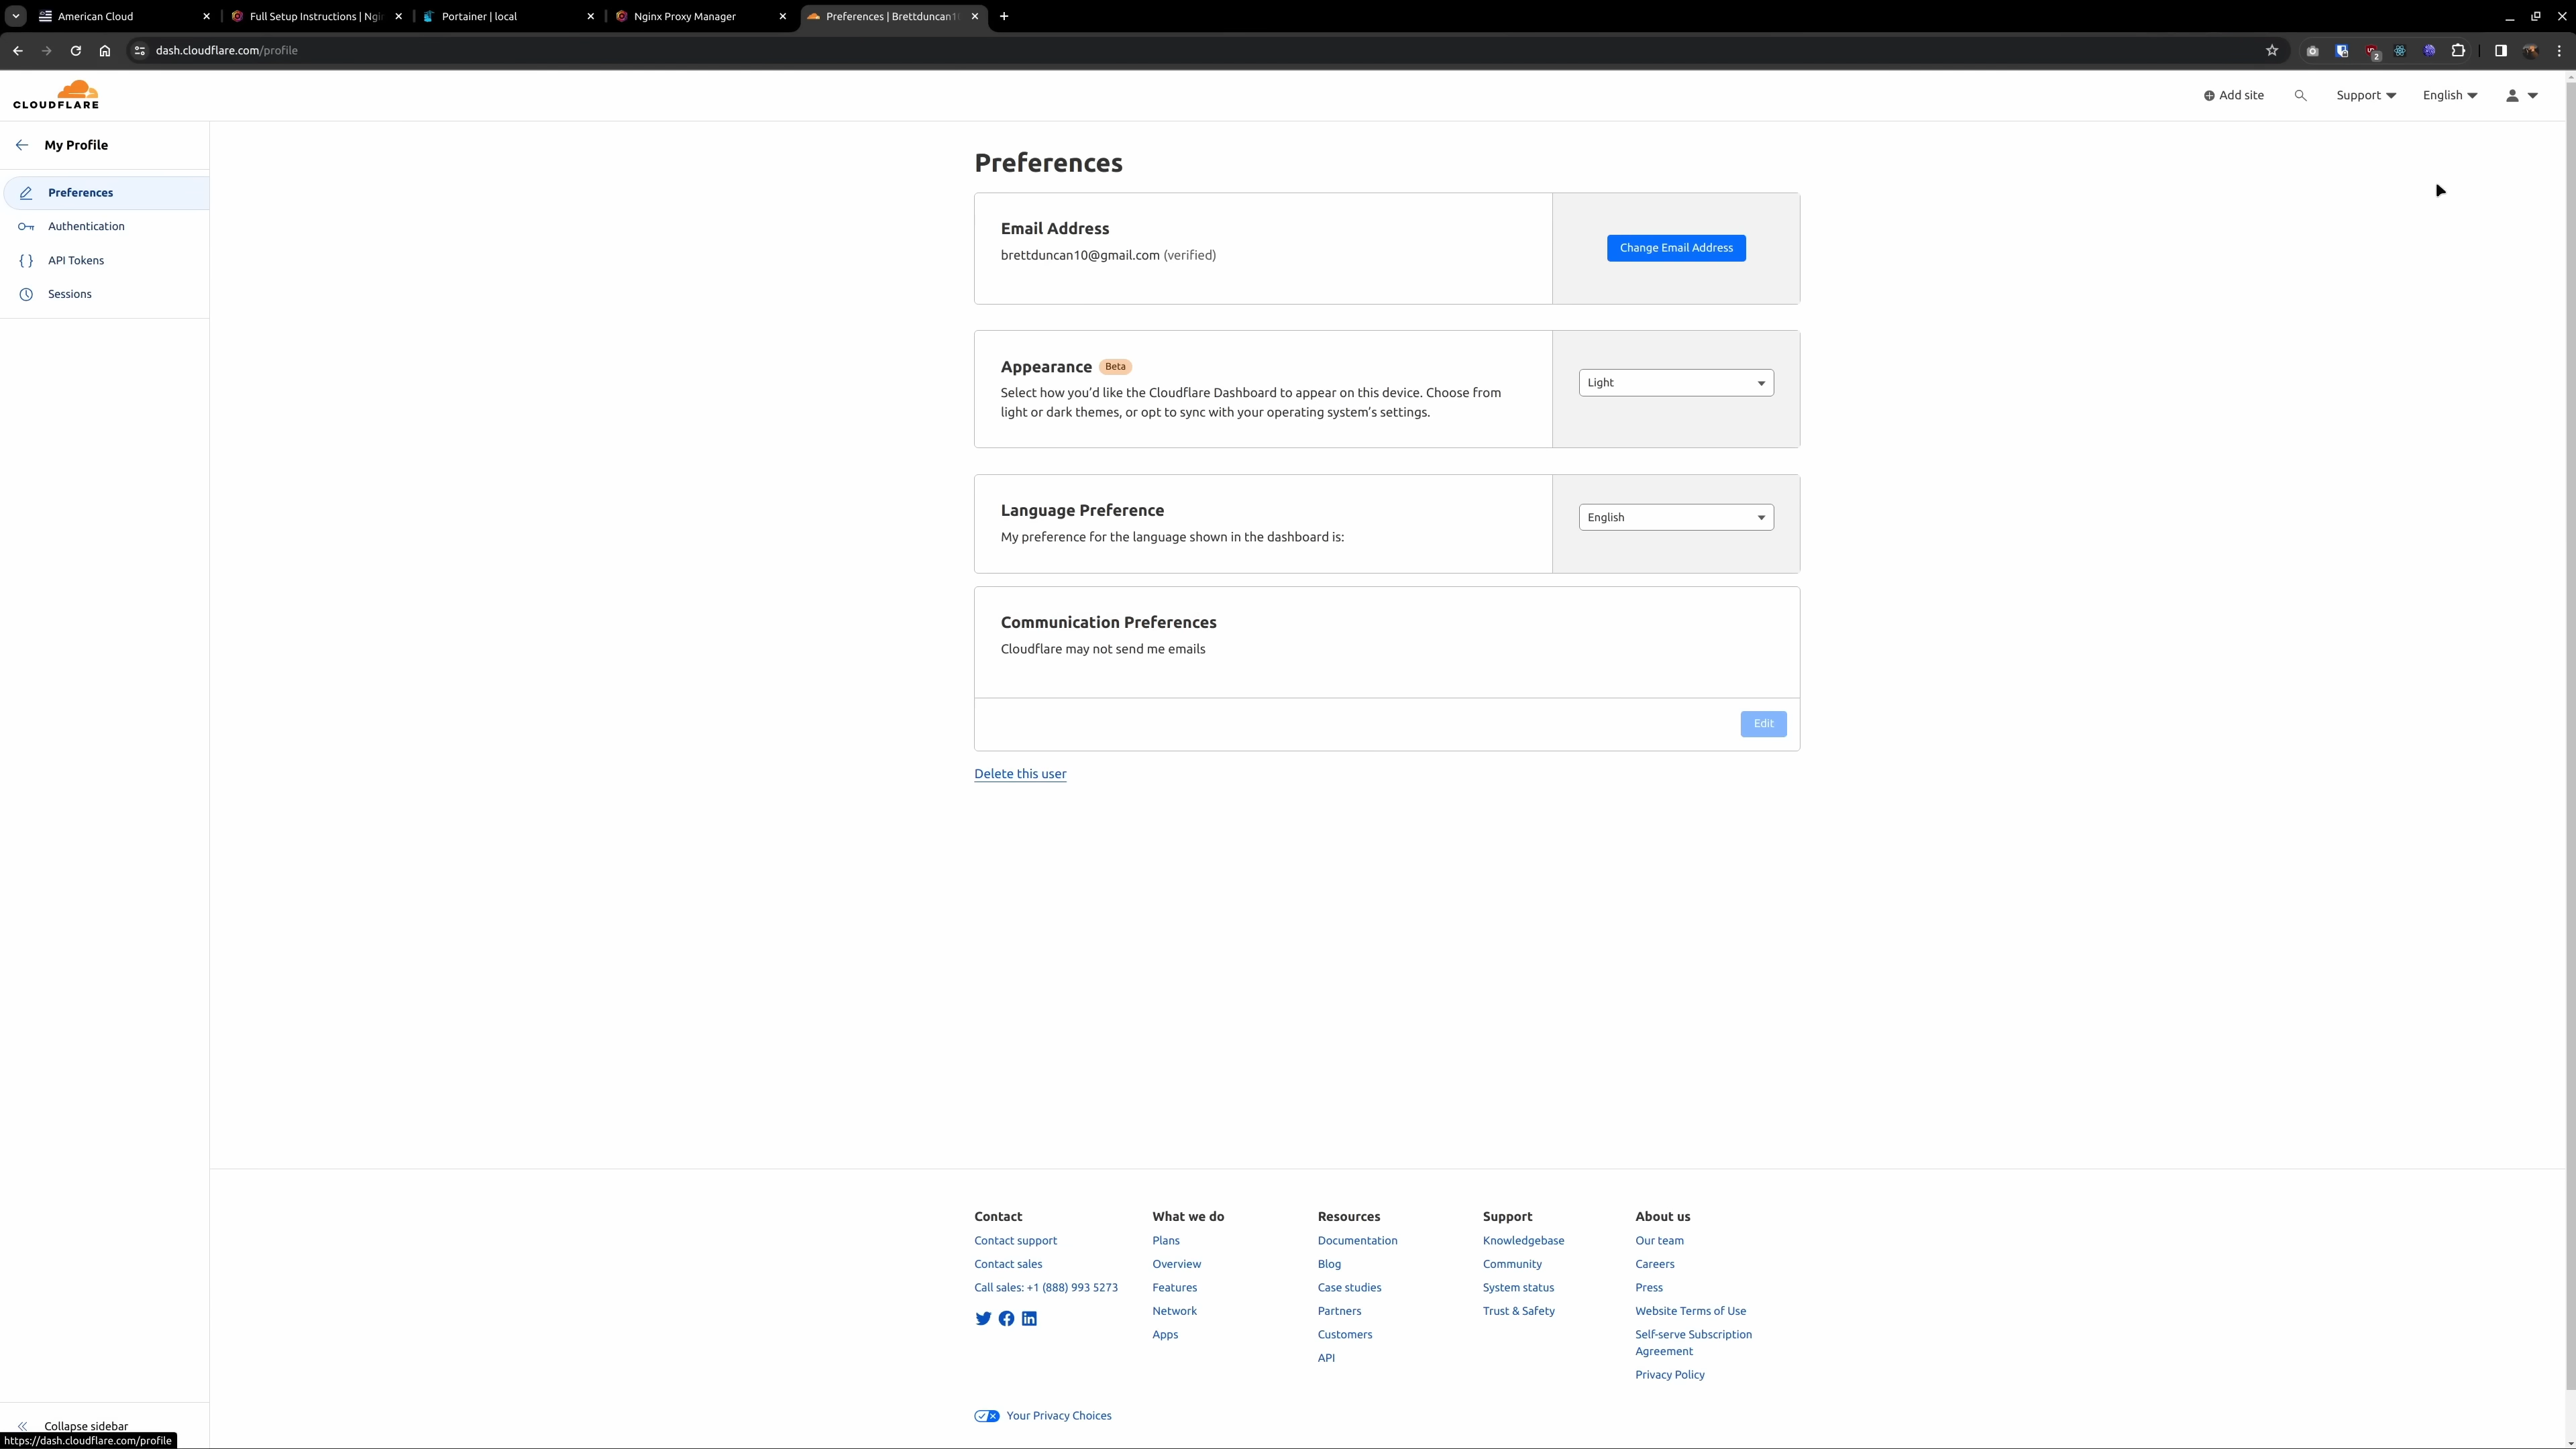 American Cloud
Full Setup Instructions | Ngi
Portainer | local
Nginx Proxy Manager
Preferences | Brettduncan1
dash.cloudflare.com/profile
2
CLOUDFLARE
Add site
Support
English
My Profile
Preferences
Authentication
API Tokens
Sessions
Preferences
Email Address
brettduncan10@gmail.com (verified)
Change Email Address
Appearance Beta
Select how you'd like the Cloudflare Dashboard to appear on this device. Choose from
light or dark themes, or opt to sync with your operating system's settings.
Light
Language Preference
My preference for the language shown in the dashboard is:
English
Communication Preferences
Cloudflare may not send me emails
Edit
Delete this user
Contact
Contact support
Contact sales
Call sales: +1 (888) 993 5273
What we do
Plans
Overview
Features
Network
Apps
Resources
Documentation
Blog
Case studies
Partners
Customers
API
Support
Knowledgebase
Community
System status
Trust & Safety
About us
Our team
Careers
Press
Website Terms of Use
Self-serve Subscription
Agreement
Privacy Policy
Your Privacy Choices
Collapse sidebar
https://dash.cloudflare.com/profile